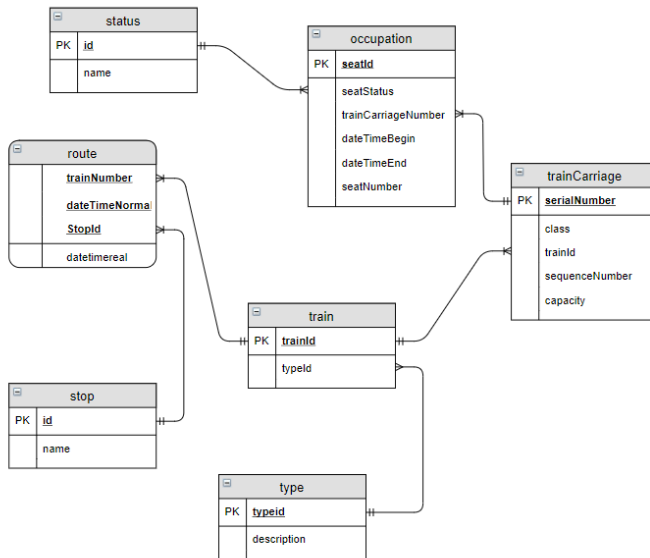 status
PK id
name
occupation
PK seatId
seatStatus
trainCarriageNumber
dateTimeBegin
dateTimeEnd
seatNumber
route
trainNumber
dateTimeNormal
StopId
datetimereal
trainCarriage
PK serialNumber
class
trainId
sequenceNumber
capacity
train
PK trainId
typeId
stop
PK id
name
type
PK typeid
description